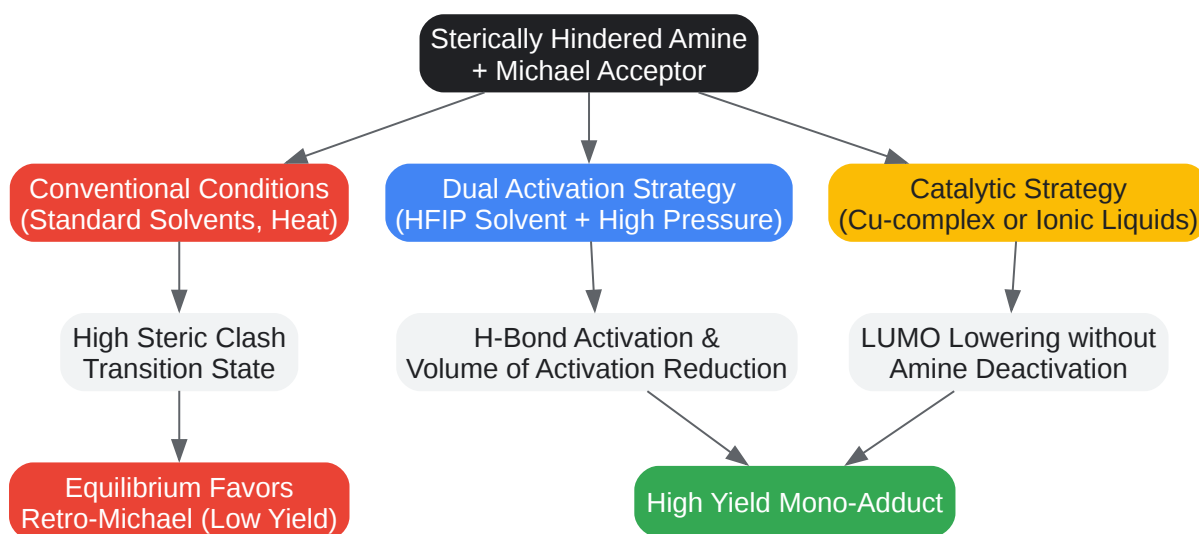 Sterically Hindered Amine
+ Michael Acceptor
Conventional Conditions
(Standard Solvents, Heat)
Dual Activation Strategy
(HFIP Solvent + High Pressure)
Catalytic Strategy
(Cu-complex or Ionic Liquids)
High Steric Clash
Transition State
H-Bond Activation &
Volume of Activation Reduction
LUMO Lowering without
Amine Deactivation
Equilibrium Favors
Retro-Michael (Low Yield)
High Yield Mono-Adduct